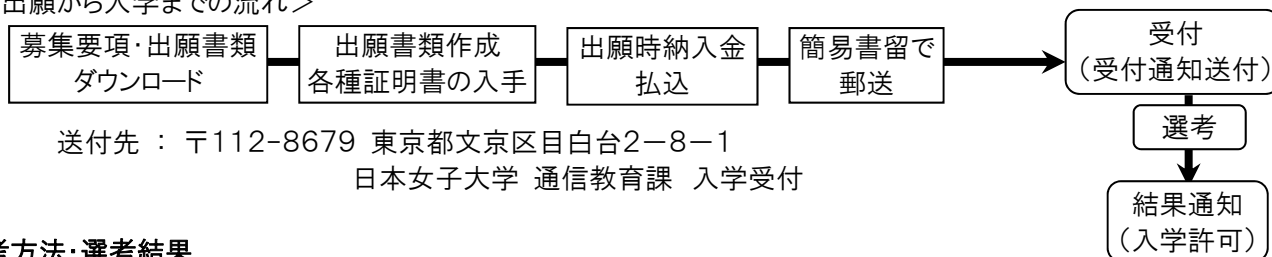 出願から入学までの流れ＞
募集要項･出願書類
ダウンロード
出願書類作成
各種証明書の入手
出願時納入金
払込
簡易書留で
郵送
受付
（受付通知送付）
選考
結果通知
（入学許可）
送付先 ： 〒112-8679 東京都文京区目白台2－8－1
日本女子大学 通信教育課 入学受付
考方法･選考結果